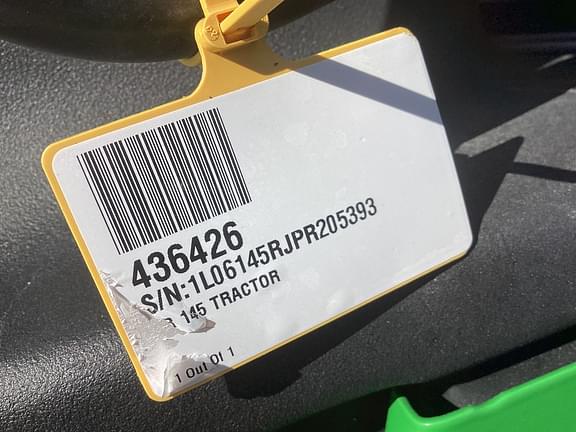 436426
S/N:1L06145RJPR205393
R 145 TRACTOR
1 Out Of 1